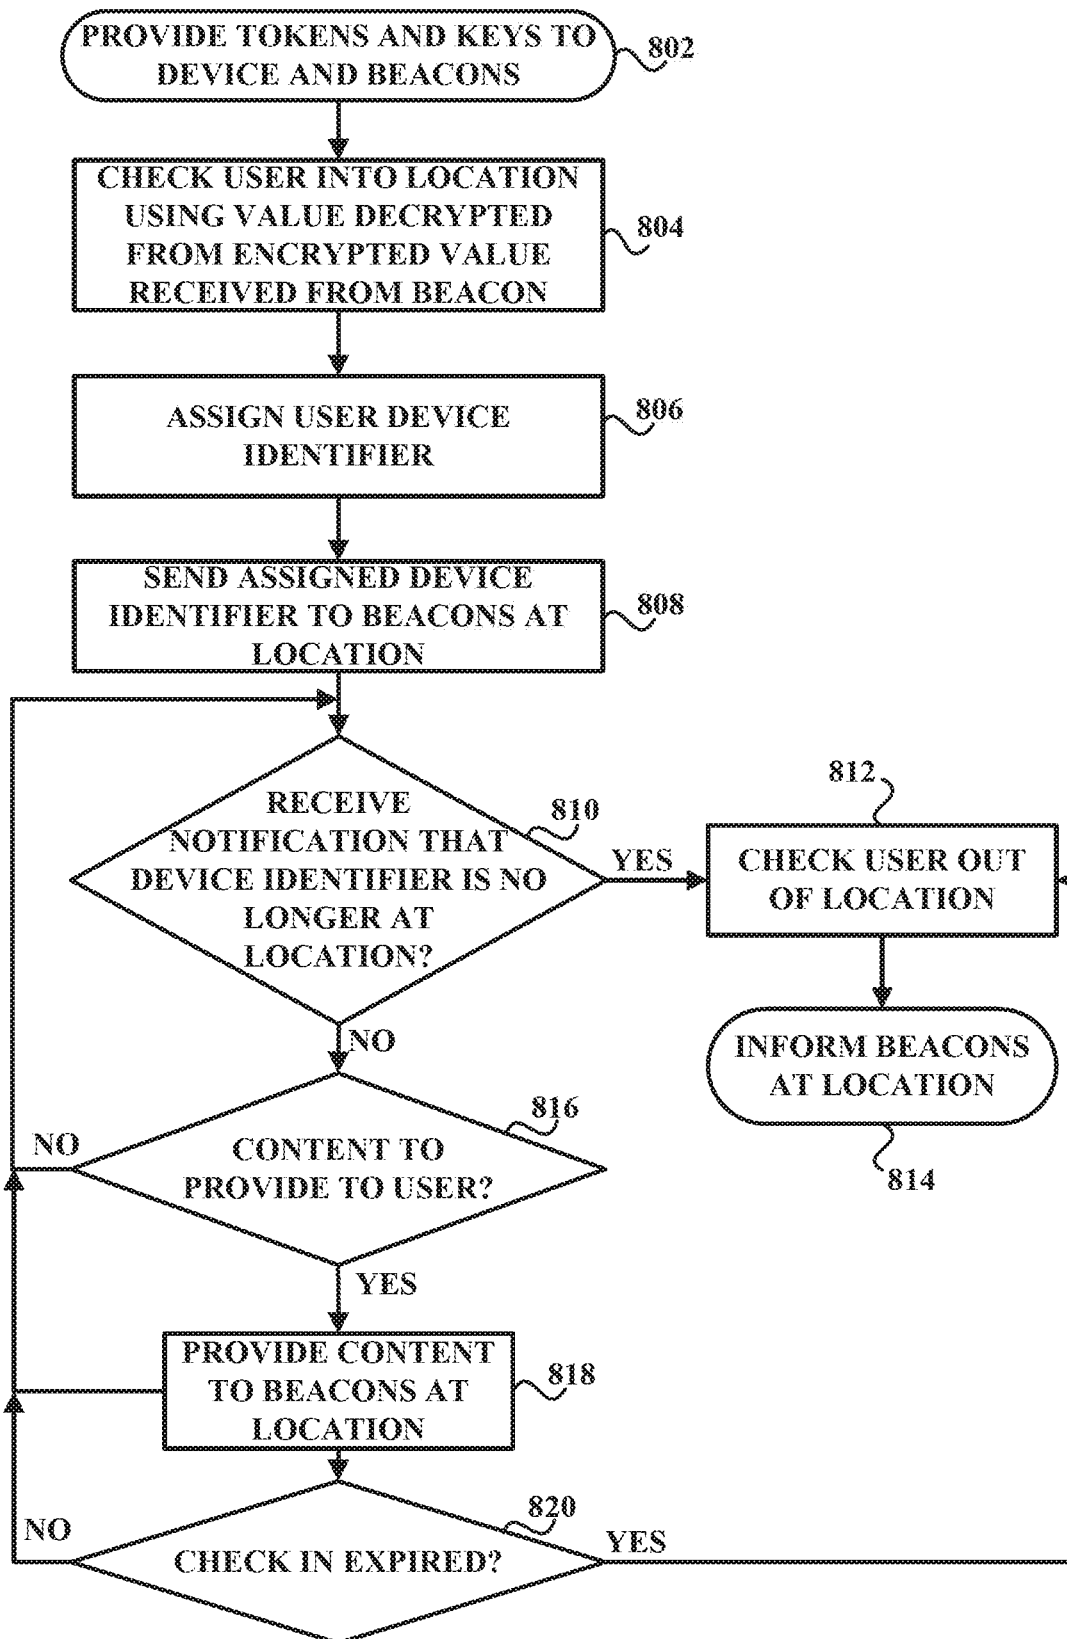 PROVIDE TOKENS AND KEYS TO
DEVICE AND BEACONS
802
CHECK USER INTO LOCATION
USING VALUE DECRYPTED
FROM ENCRYPTED VALUE
RECEIVED FROM BEACON
804
ASSIGN USER DEVICE
IDENTIFIER
806
SEND ASSIGNED DEVICE
IDENTIFIER TO BEACONS AT
LOCATION
808
RECEIVE
NOTIFICATION THAT
DEVICE IDENTIFIER IS NO
LONGER AT
LOCATION?
810
YES
812
CHECK USER OUT
OF LOCATION
INFORM BEACONS
AT LOCATION
814
NO
816
NO
CONTENT TO
PROVIDE TO USER?
YES
PROVIDE CONTENT
TO BEACONS AT
LOCATION
818
820
NO
CHECK IN EXPIRED?
YES